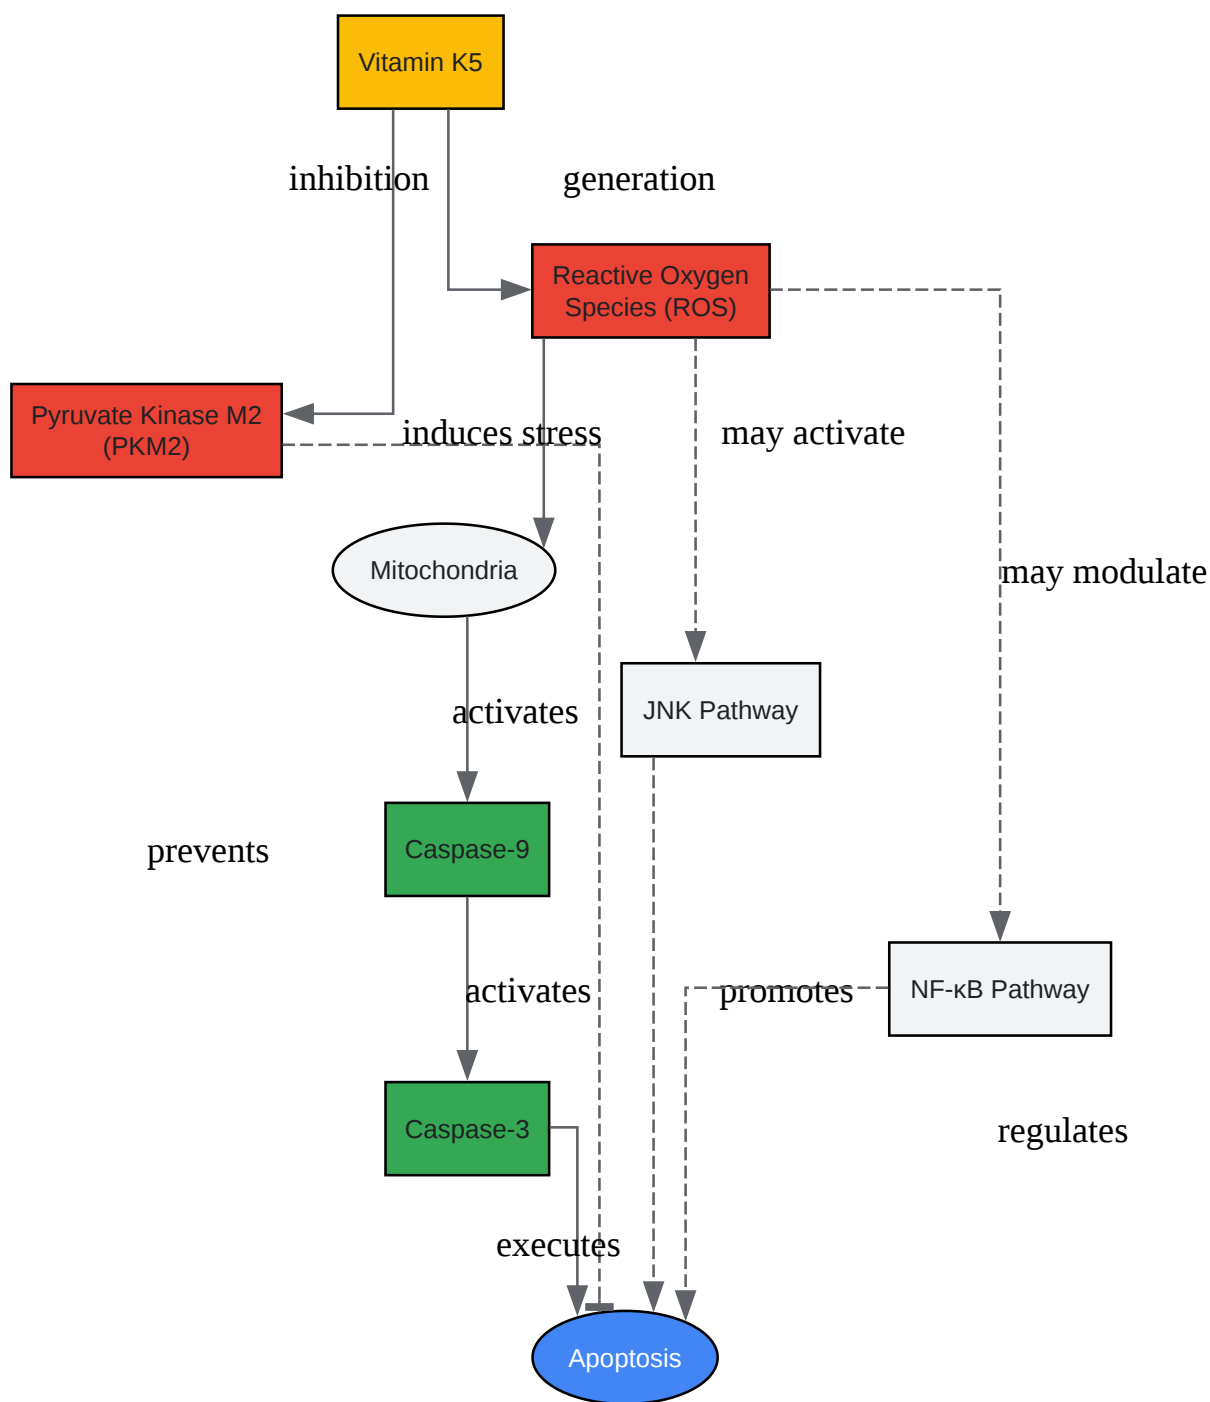 Vitamin K5
inhibition
generation
Reactive Oxygen
Species (ROS)
Pyruvate Kinase M2
(PKM2)
induces stress
may activate
Mitochondria
may modulate
activates
JNK Pathway
prevents
Caspase-9
activates
promotes
NF-κB Pathway
Caspase-3
regulates
executes
Apoptosis